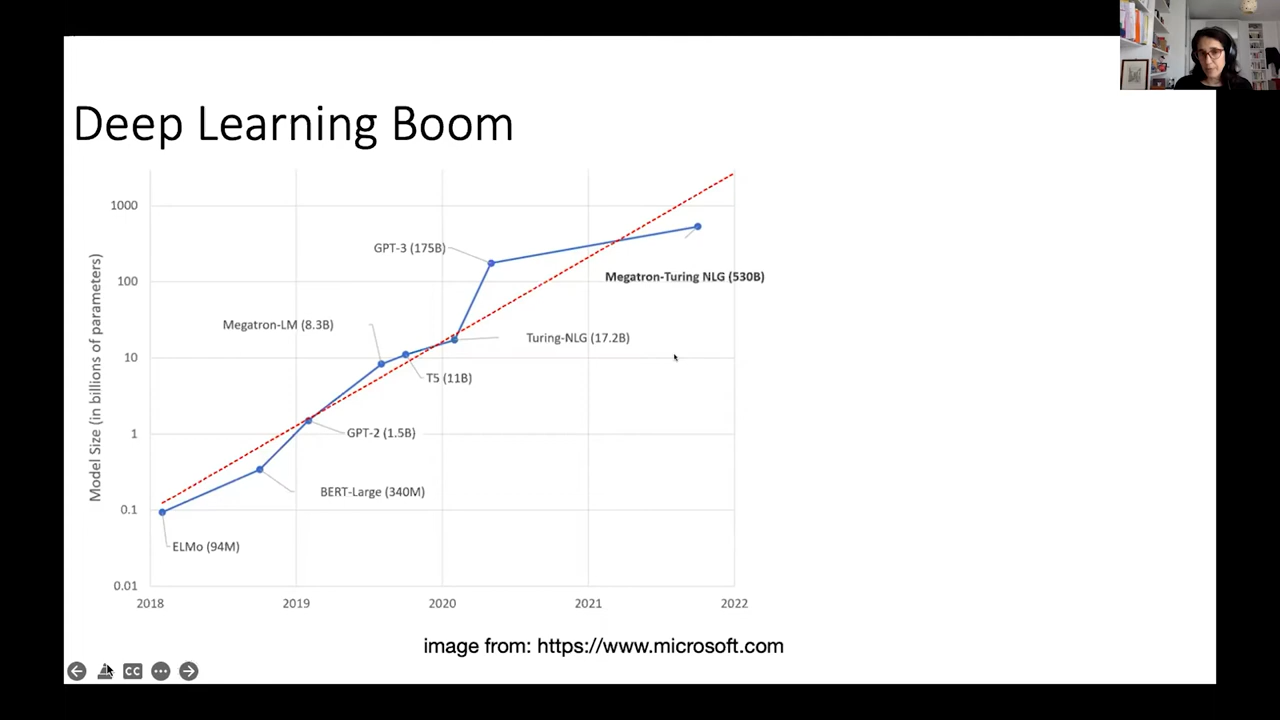 Deep Learning Boom
Model Size (in billions of parameters)
1000
100
10
1
0.1
0.01
2018
2019
2020
2021
2022
GPT-3 (175B)
Megatron-Turing NLG (530B)
Megatron-LM (8.3B)
Turing-NLG (17.2B)
T5 (11B)
GPT-2 (1.5B)
BERT-Large (340M)
ELMo (94M)
image from: https://www.microsoft.com
CC